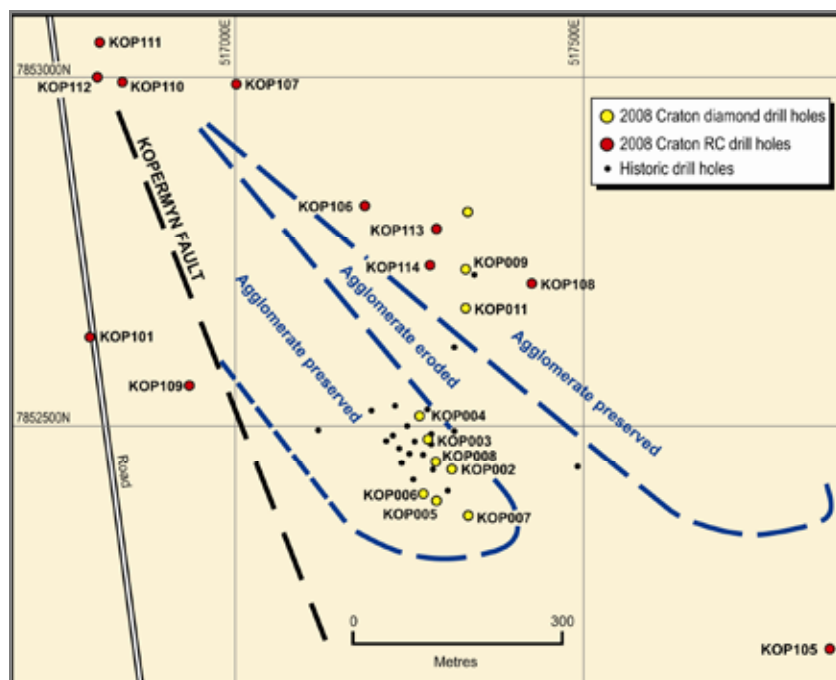 517000E
517500E
KOP111
7853000N
KOP112
KOP110
KOP107
2008 Craton diamond drill holes
2008 Craton RC drill holes
Historic drill holes
KOPERMYN FAULT
KOP106
KOP113
KOP114
KOP009
KOP108
KOP011
Agglomerate preserved
Agglomerate eroded
Agglomerate preserved
KOP101
KOP109
7852500N
KOP004
KOP003
KOP008
KOP002
Road
KOP006
KOP005
KOP007
0
300
Metres
KOP105